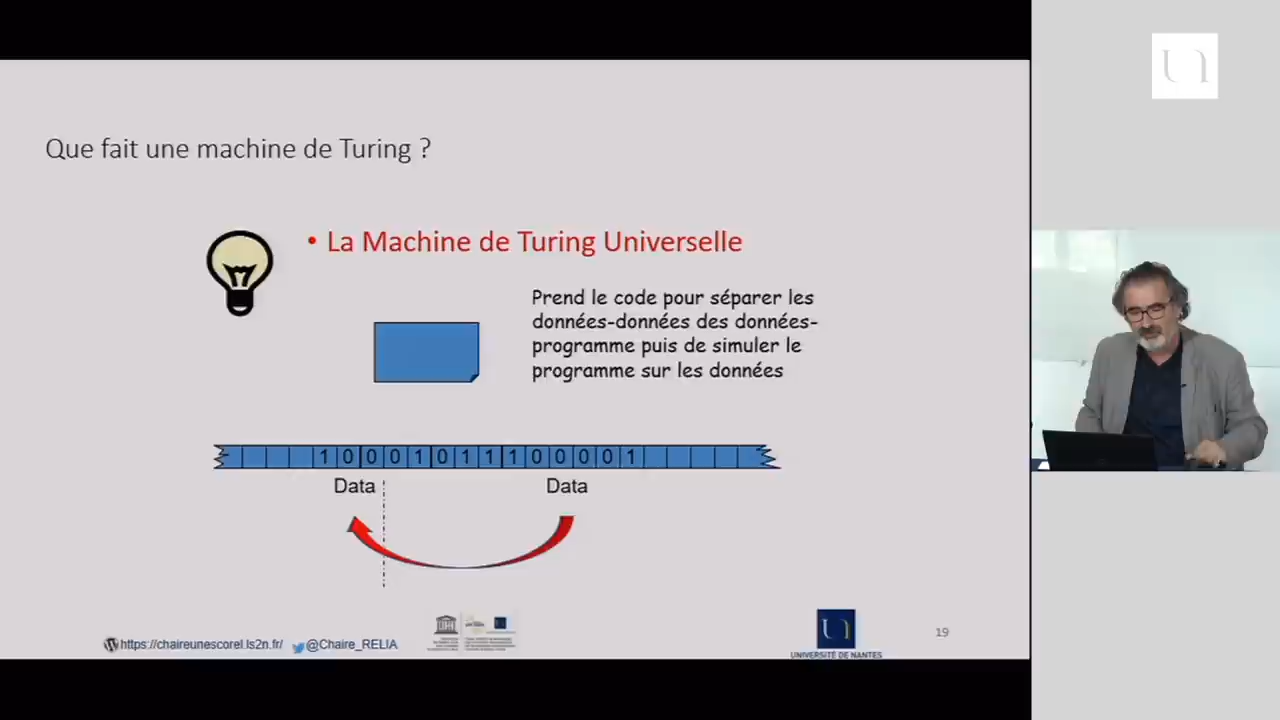 Que fait une machine de Turing ?
• La Machine de Turing Universelle
Prend le code pour séparer les
données-données des données-
programme puis de simuler le
programme sur les données
1 0 0 0 1 0 1 1 1 0 0 0 0 1
Data
Data
https://chaireunescorel.ls2n.fr/
@Chaire_RELIA
UNIVERSITÉ DE NANTES
19